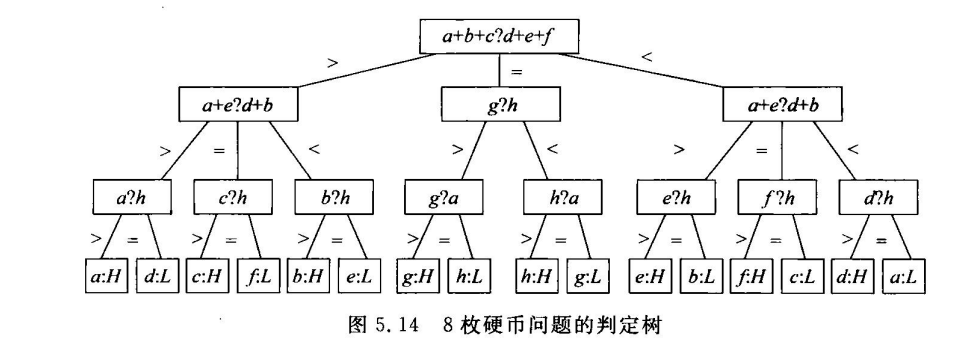 a+b+c?d+e+f
> = <
a+e?d+b g?h a+e?d+b
> = < > < > = <
a?h c?h b?h g?a h?a e?h f?h d?h
> = > = > = > = > = > = > = > =
a:H d:L c:H f:L b:H e:L g:H h:L h:H g:L e:H b:L f:H c:L d:H a:L
图 5.14 8枚硬币问题的判定树